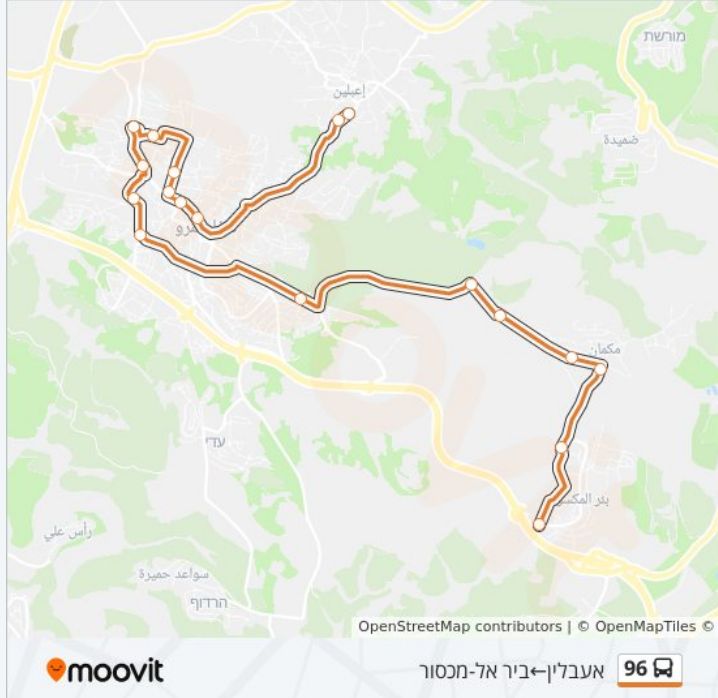 מורשת
إعبلين
ضميدة
مكمان
עדי
بئر المكسور
رأس علي
سواعد حميرة
הרדוף
OpenStreetMap contributors | © OpenMapTiles ©
moovit
אעבלין←ביר אל-מכסור
96